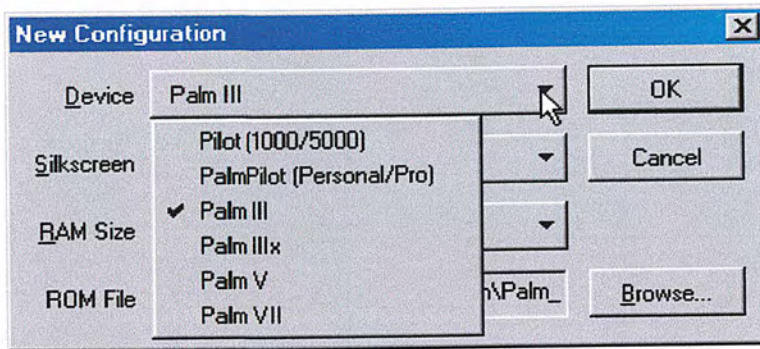 New Configuration
Device Palm III OK
Pilot (1000/5000)
Silkscreen Cancel
PalmPilot (Personal/Pro)
Palm III
RAM Size
Palm IIIx
Palm V
ROM File n\Palm_ Browse...
Palm VII